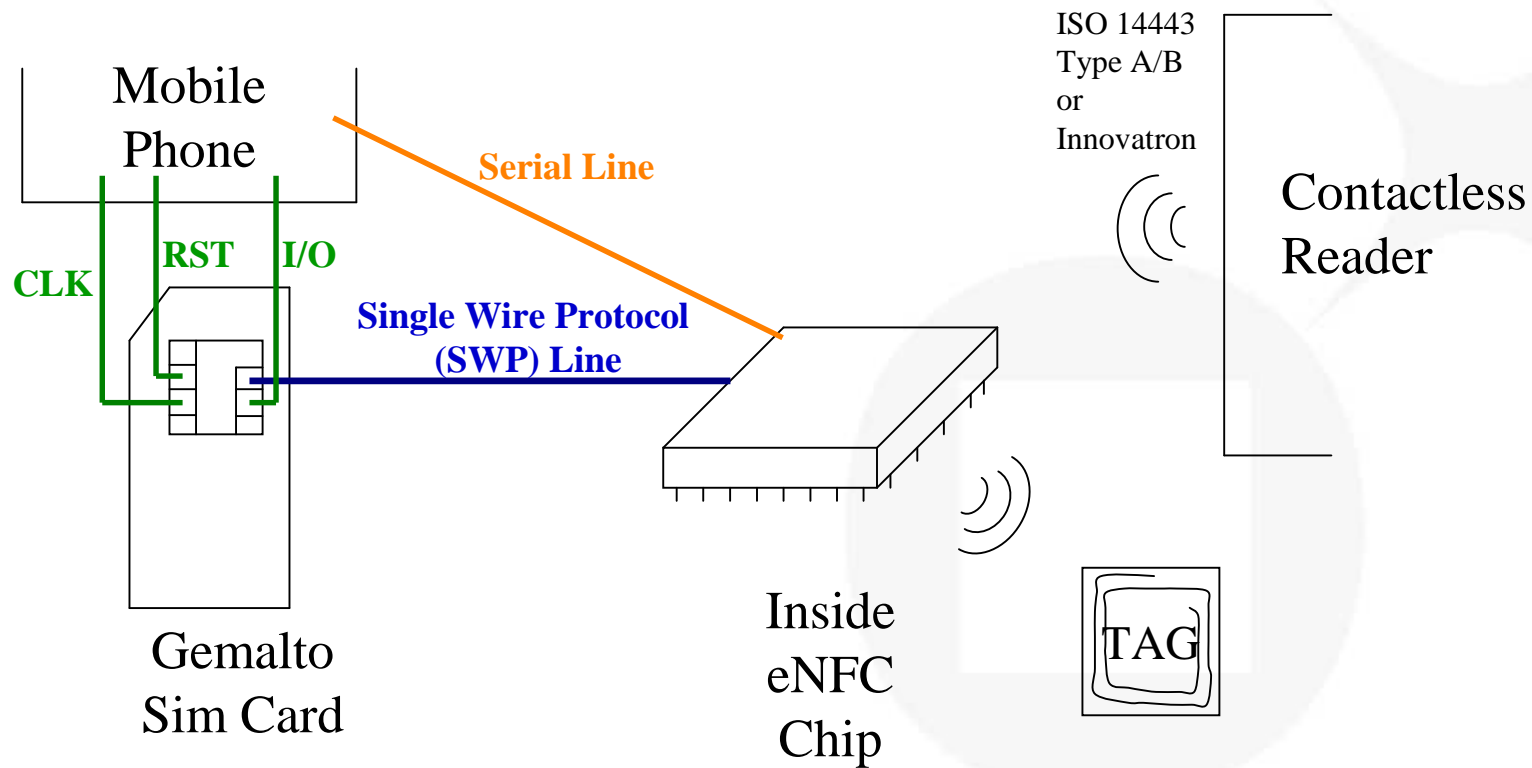 Mobile
Phone
Serial Line
ISO 14443
Type A/B
or
Innovatron
Contactless
Reader
CLK
RST
I/O
Single Wire Protocol
(SWP) Line
Gemalto
Sim Card
Inside
eNFC
Chip
TAG